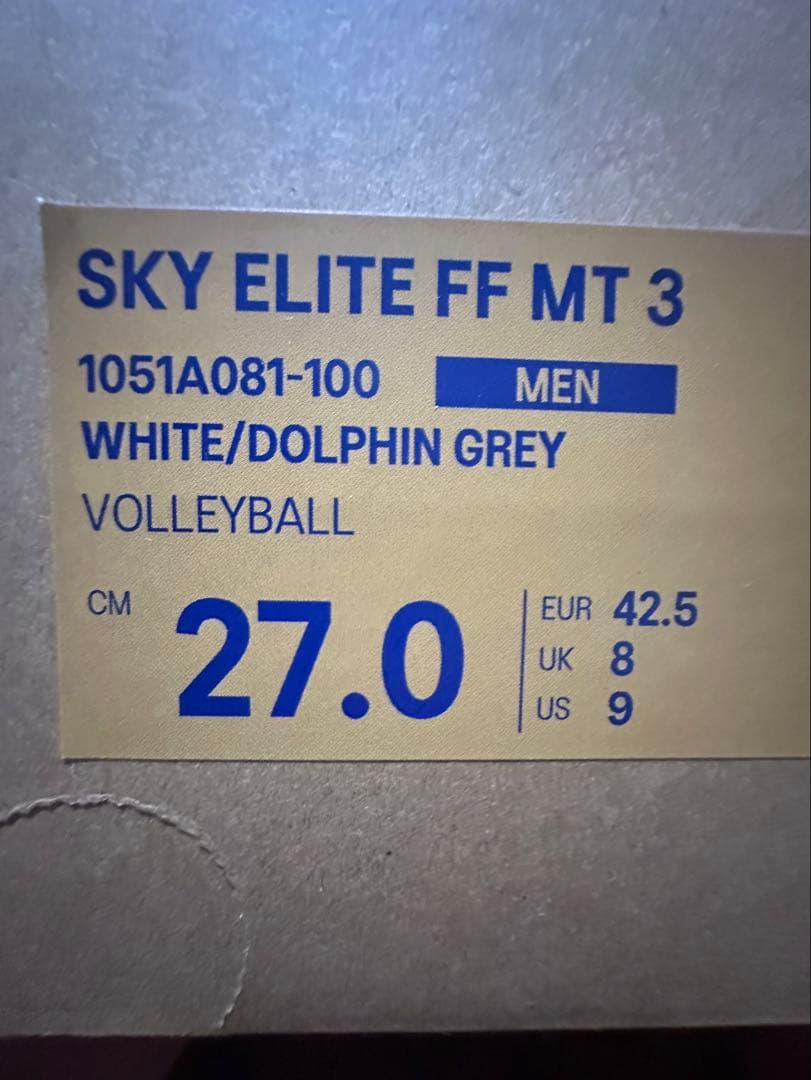 SKY ELITE FF MT 3
1051A081-100 MEN
WHITE/DOLPHIN GREY
VOLLEYBALL
CM 27.0
EUR 42.5
UK 8
US 9